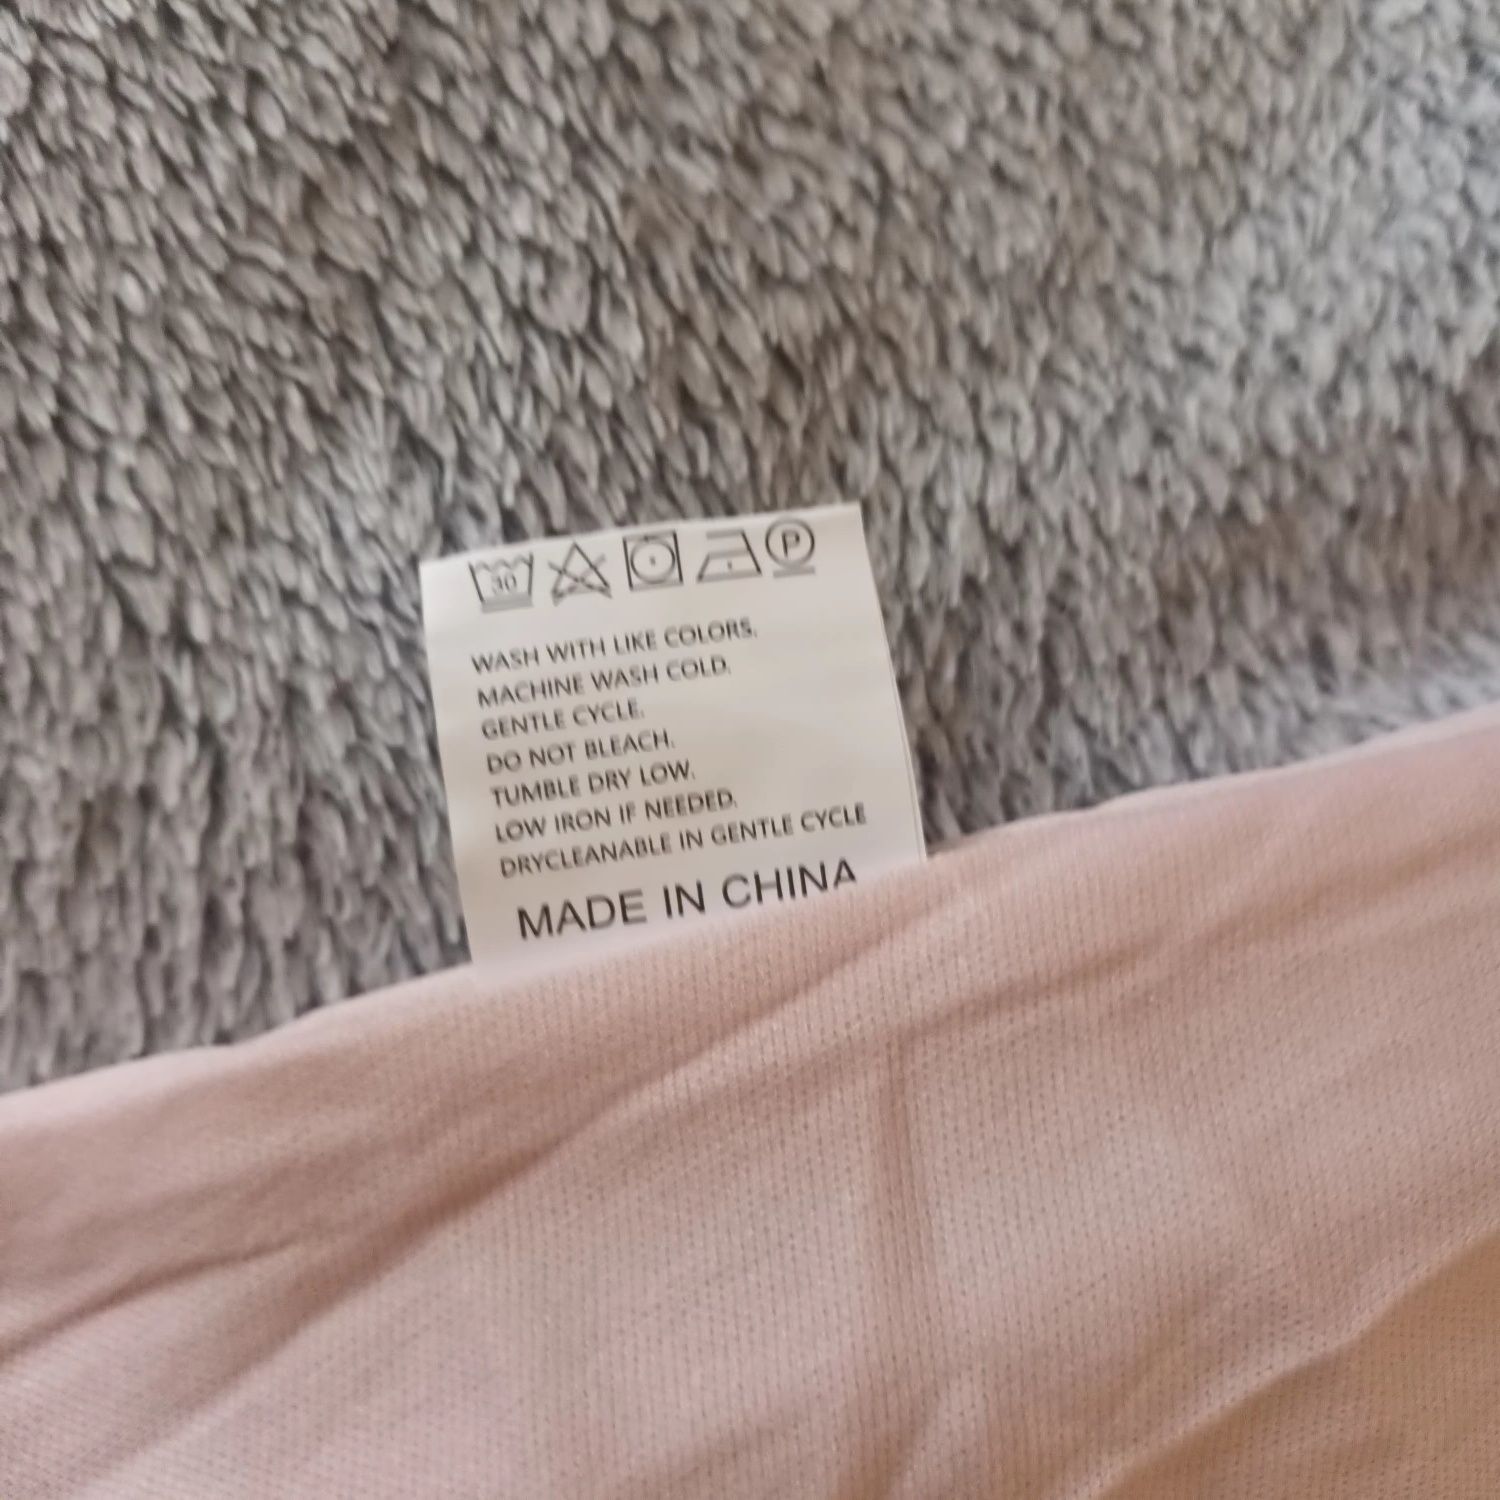 30 P
WASH WITH LIKE COLORS.
MACHINE WASH COLD.
GENTLE CYCLE.
DO NOT BLEACH.
TUMBLE DRY LOW.
LOW IRON IF NEEDED.
DRYCLEANABLE IN GENTLE CYCLE
MADE IN CHINA